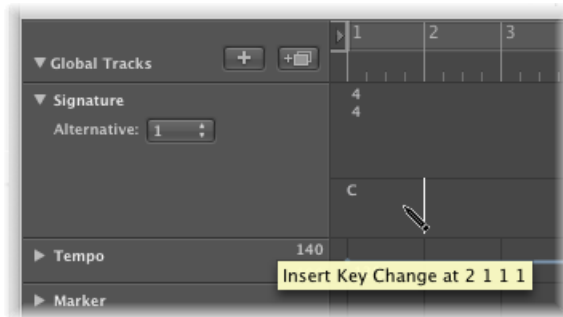 1 2 3
Global Tracks
Signature
4
4
Alternative: 1
C
Tempo 140
Insert Key Change at 2 1 1 1
Marker